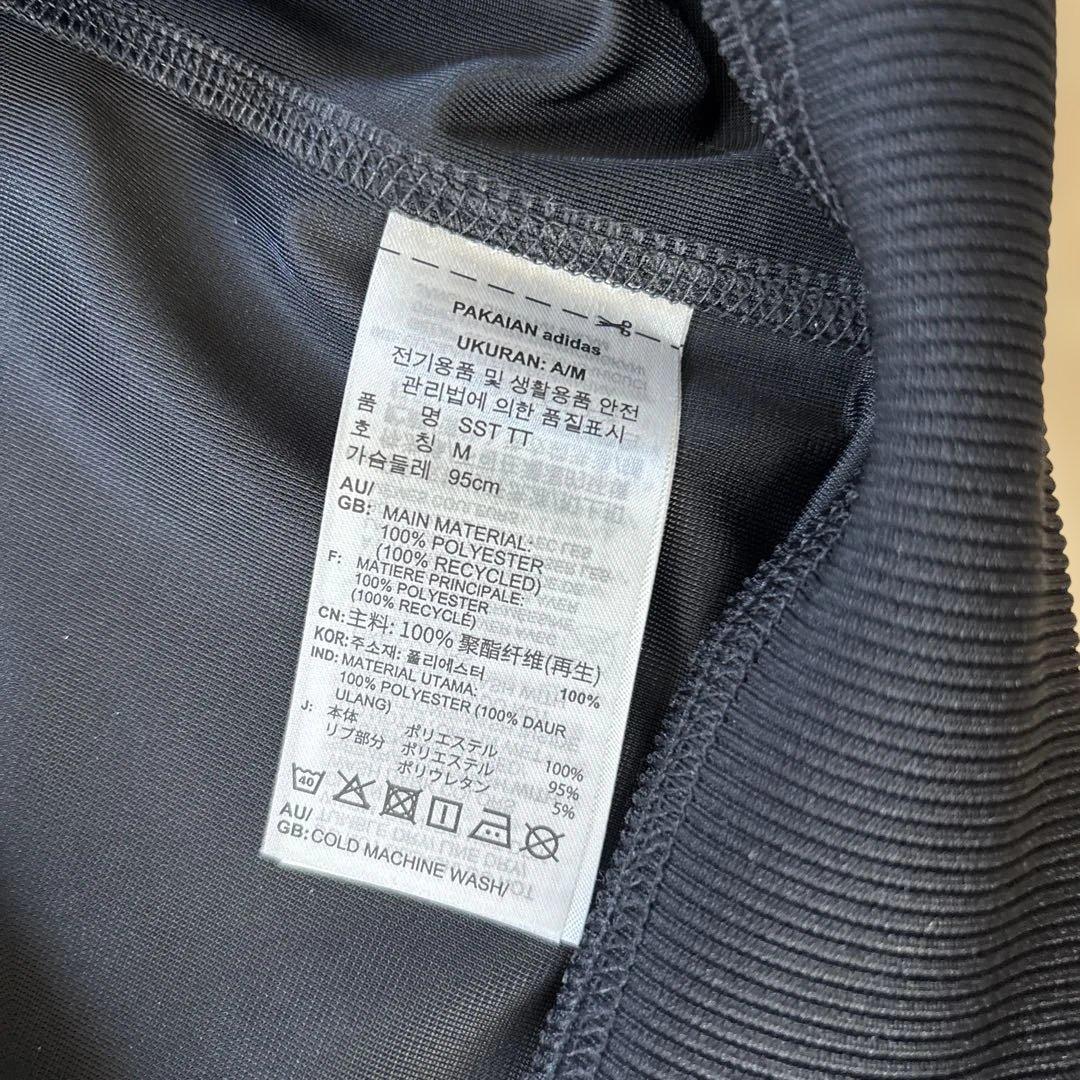 PAKAIAN adidas
UKURAN: A/M
전기용품 및 생활용품 안전
관리법에 의한 품질표시
품 명 SST TT
호 칭 M
가슴둘레 95cm
AU/
GB: MAIN MATERIAL:
100% POLYESTER
(100% RECYCLED)
F: MATIERE PRINCIPALE:
100% POLYESTER
(100% RECYCLÉ)
CN: 主料: 100% 聚酯纤维(再生)
KOR: 주소재: 폴리에스터 100%
IND: MATERIAL UTAMA:
100% POLYESTER (100% DAUR
ULANG)
J: 本体 ポリエステル 100%
リブ部分 ポリエステル 95%
ポリウレタン 5%
40
AU/
GB: COLD MACHINE WASH/